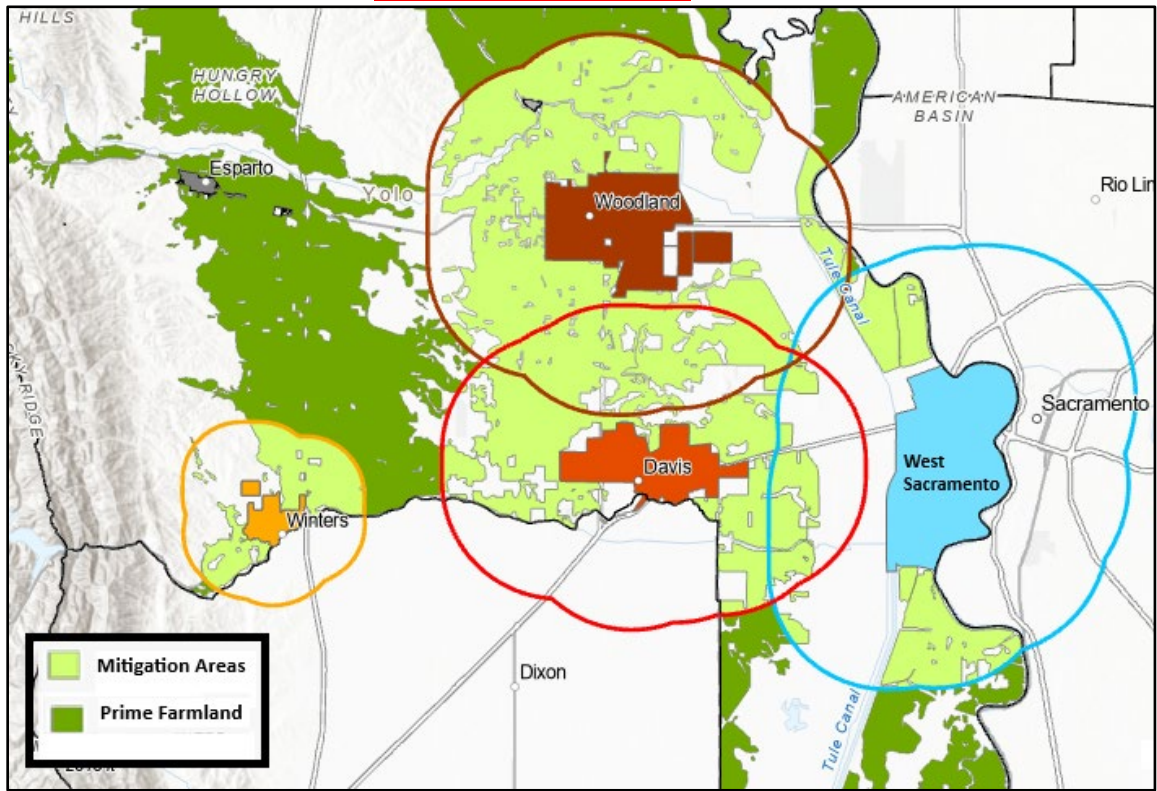 HILLS
HUNGRY
HOLLOW
AMERICAN
BASIN
Esparto
Yolo
Woodland
Rio Lin
Tule Canal
CKY RIDGE
Sacramento
West
Sacramento
Davis
Winters
Mitigation Areas
Dixon
Prime Farmland
Tule Canal